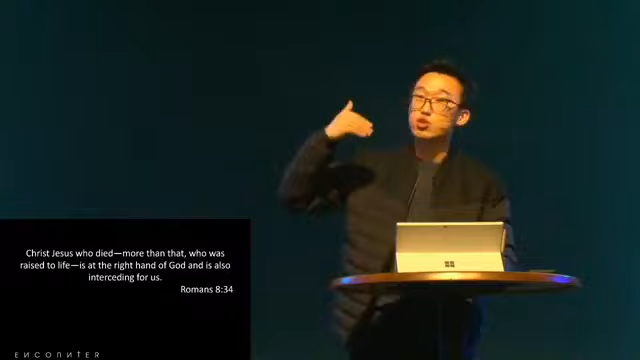 Christ Jesus who died—more than that, who was
raised to life—is at the right hand of God and is also
interceding for us.
Romans 8:34
ENCOUNTER